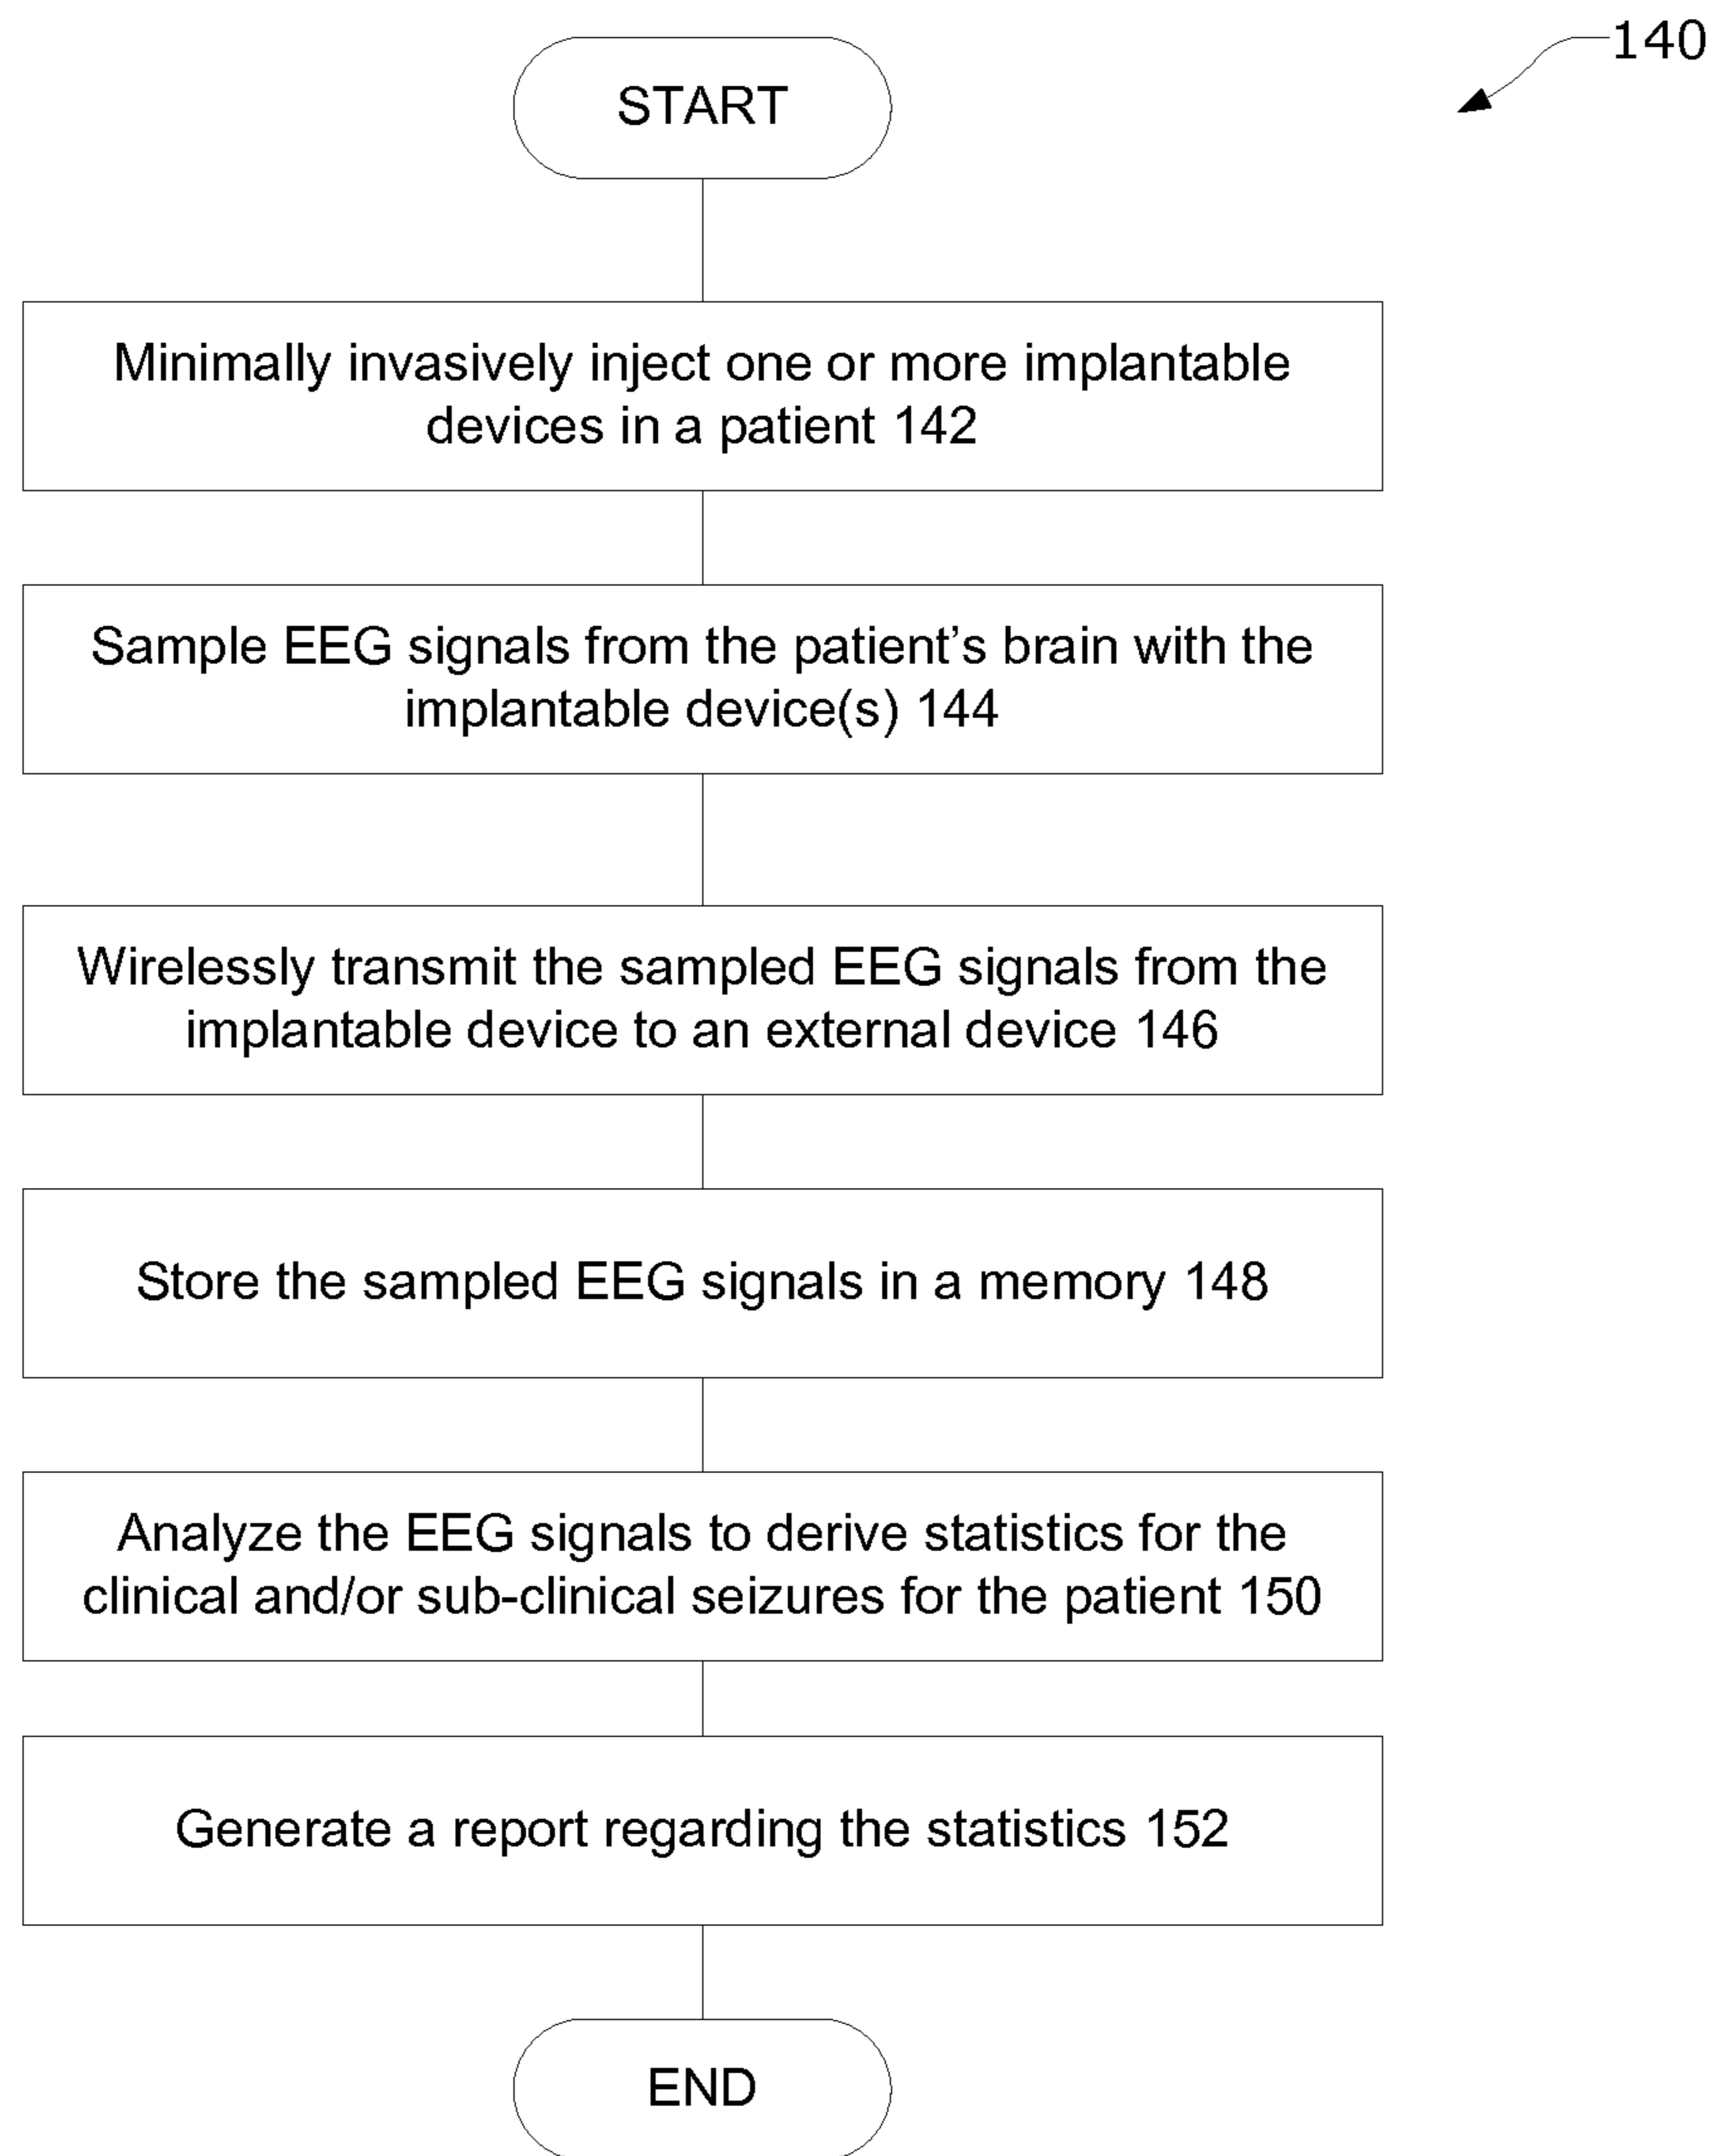 140
START
Minimally invasively inject one or more implantable
devices in a patient 142
Sample EEG signals from the patient’s brain with the
implantable device(s) 144
Wirelessly transmit the sampled EEG signals from the
implantable device to an external device 146
Store the sampled EEG signals in a memory 148
Analyze the EEG signals to derive statistics for the
clinical and/or sub-clinical seizures for the patient 150
Generate a report regarding the statistics 152
END